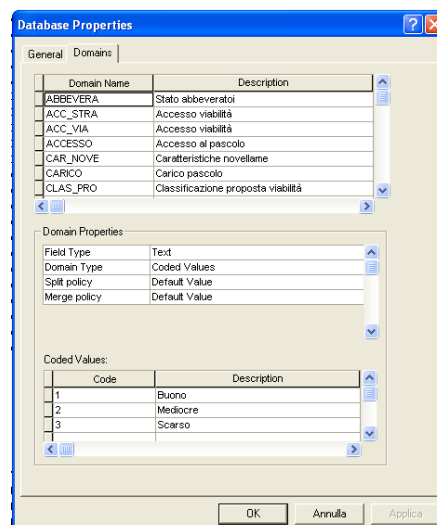 Database Properties
General Domains
Domain Name Description
ABBEVERA Stato abbeveratoi
ACC_STRA Accesso viabilità
ACC_VIA Accesso viabilità
ACCESSO Accesso al pascolo
CAR_NOVE Caratteristiche novellame
CARICO Carico pascolo
CLAS_PRO Classificazione proposta viabilità
Domain Properties
Field Type Text
Domain Type Coded Values
Split policy Default Value
Merge policy Default Value
Coded Values:
Code Description
1 Buono
2 Mediocre
3 Scarso
OK Annulla Applica